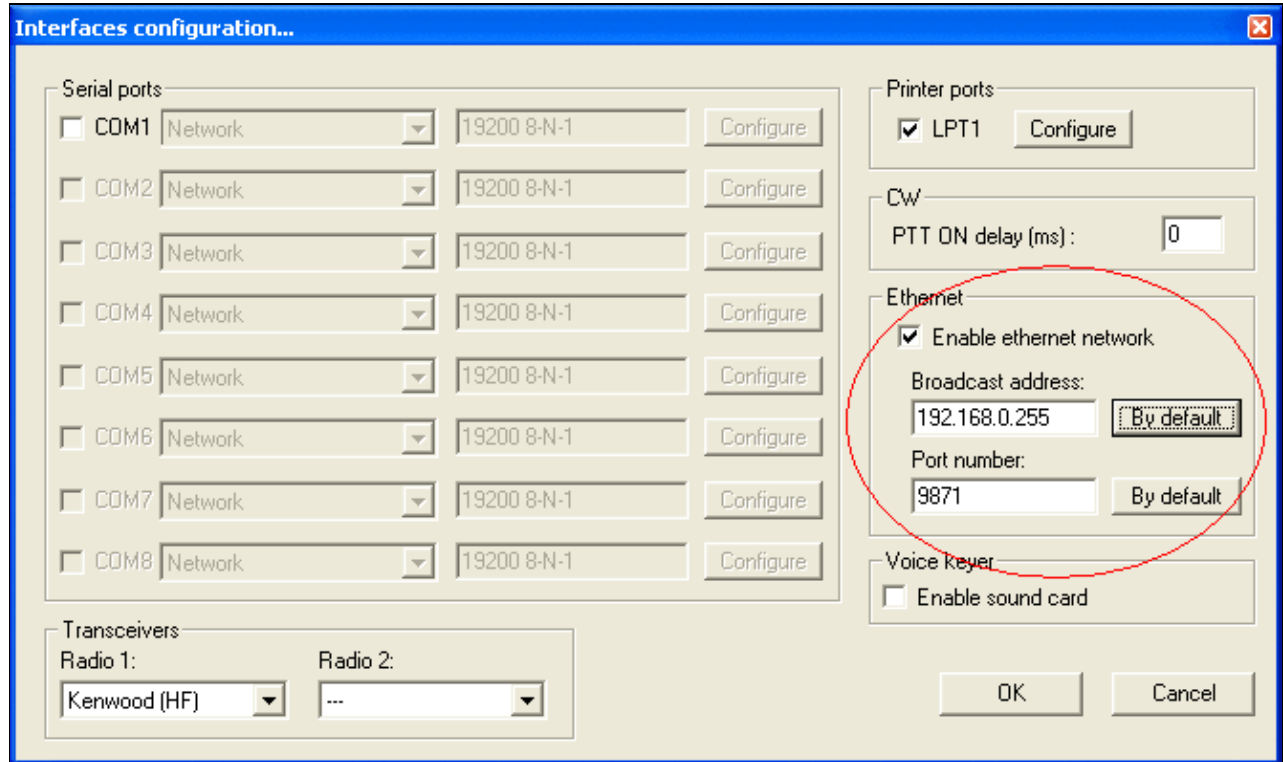 Interfaces configuration...
Serial ports
COM1 Network 19200 8-N-1 Configure
COM2 Network 19200 8-N-1 Configure
COM3 Network 19200 8-N-1 Configure
COM4 Network 19200 8-N-1 Configure
COM5 Network 19200 8-N-1 Configure
COM6 Network 19200 8-N-1 Configure
COM7 Network 19200 8-N-1 Configure
COM8 Network 19200 8-N-1 Configure
Transceivers
Radio 1: Radio 2:
Kenwood (HF) ---
Printer ports
LPT1 Configure
CW
PTT ON delay (ms) : 0
Ethernet
Enable ethernet network
Broadcast address:
192.168.0.255 By default
Port number:
9871 By default
Voice keyer
Enable sound card
OK Cancel